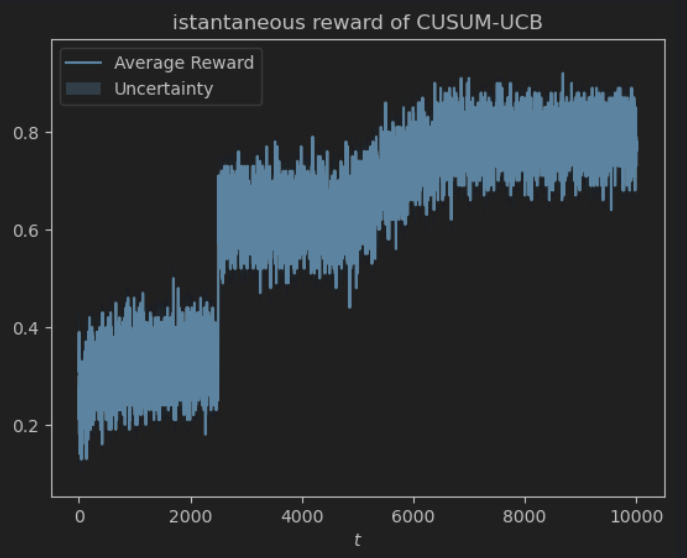 istantaneous reward of CUSUM-UCB
Average Reward
Uncertainty
0.8
0.6
0.4
0.2
0 2000 4000 6000 8000 10000
t